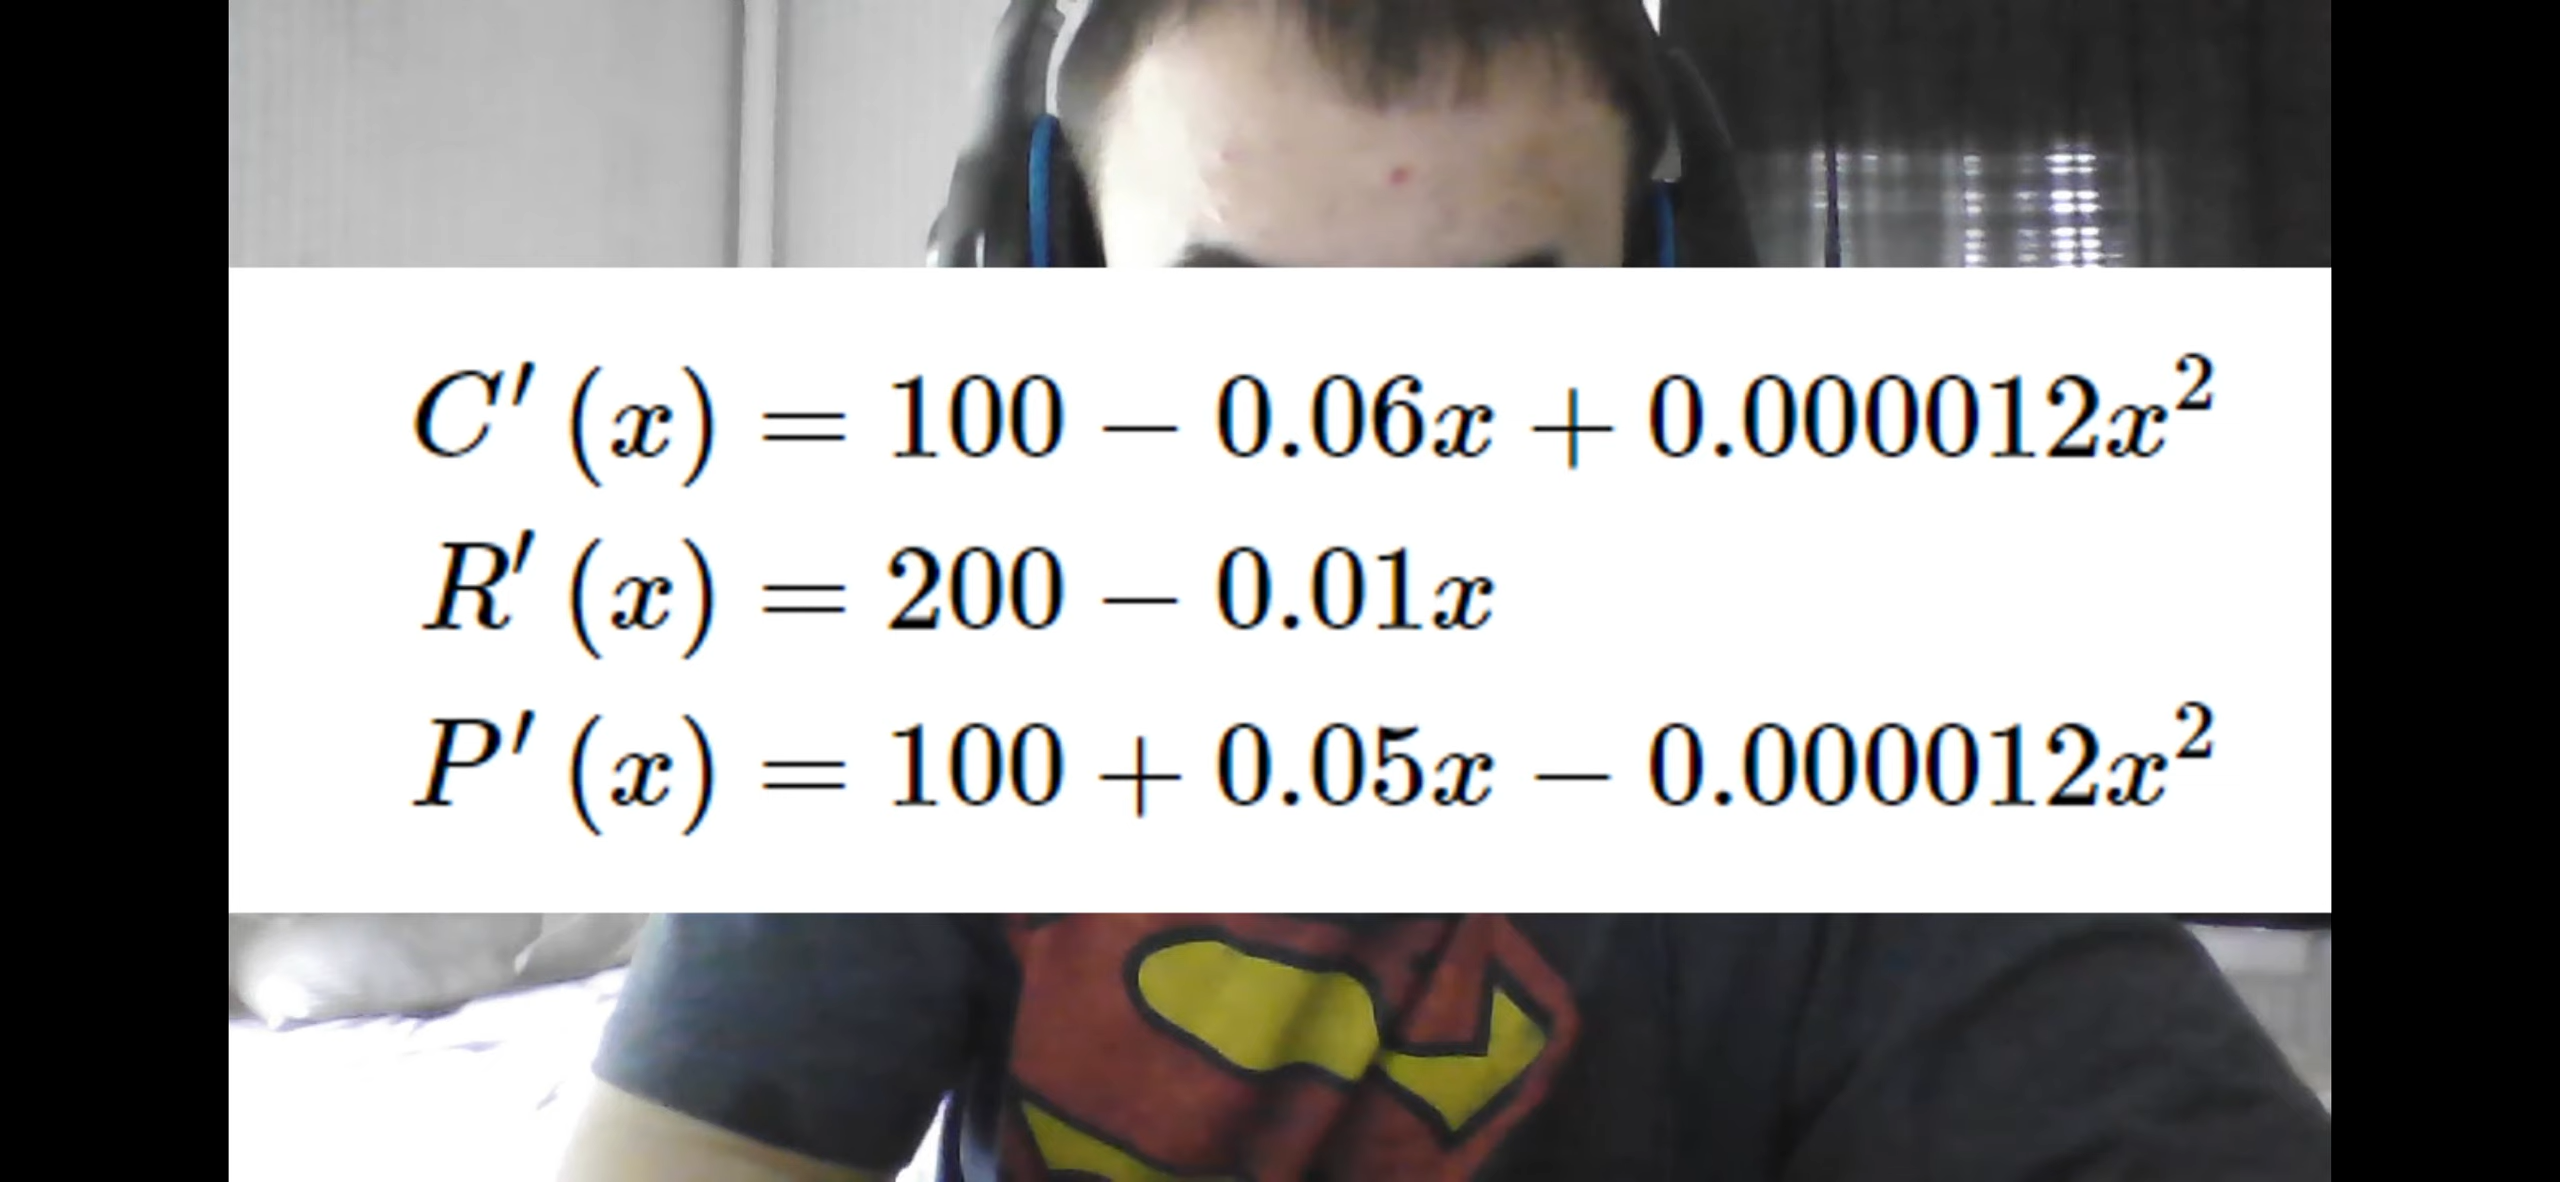 C′ (x) = 100 − 0.06x + 0.000012x²
R′ (x) = 200 − 0.01x
P′ (x) = 100 + 0.05x − 0.000012x²